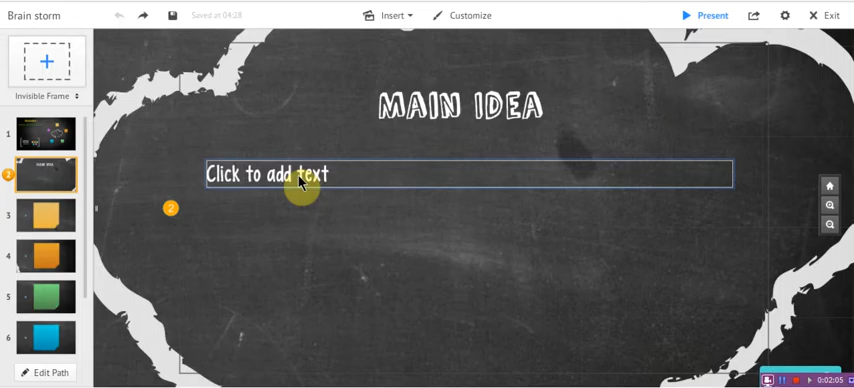 Brain storm
Saved at 04:28
Insert
Customize
Present
Exit
Invisible Frame
1
2
3
4
5
6
Edit Path
MAIN IDEA
Click to add text
2
0:02:05